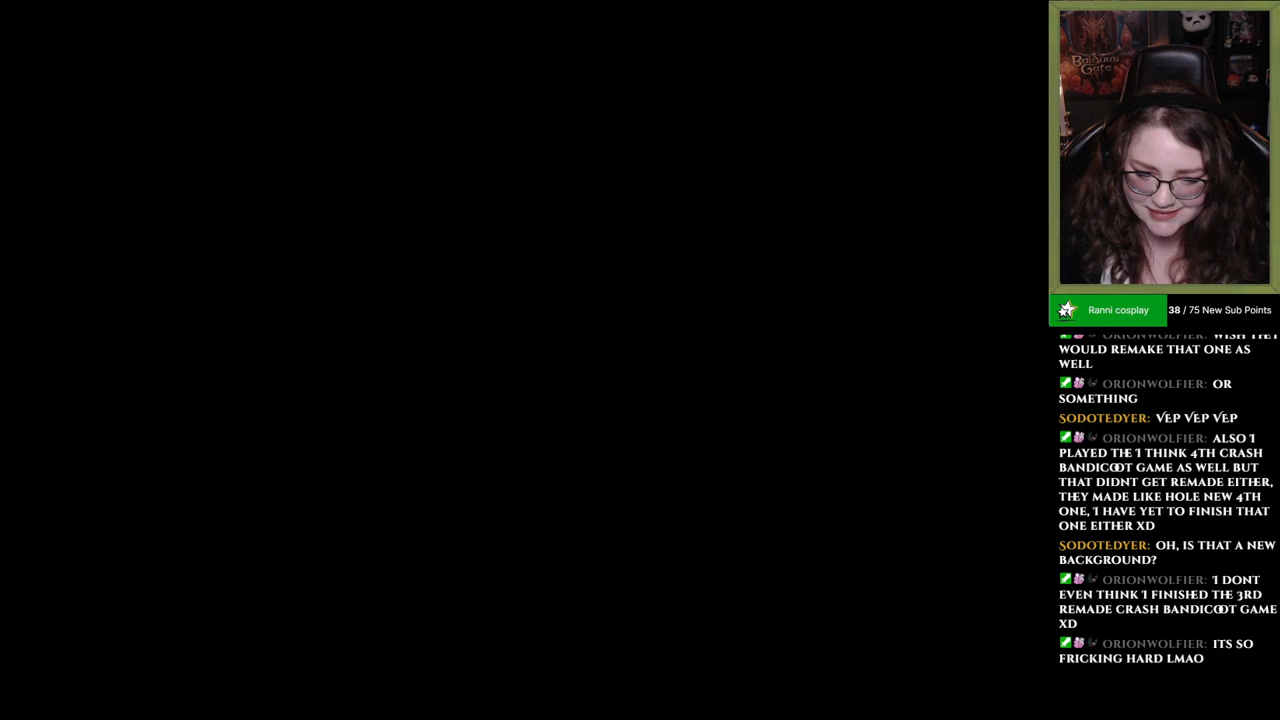 Baldur's
Gate
Ranni cosplay 38 / 75 New Sub Points
ORIONWOLFIER: WISH THEY
WOULD REMAKE THAT ONE AS
WELL
ORIONWOLFIER: OR
SOMETHING
SODOTEDYER: VEP VEP VEP
ORIONWOLFIER: ALSO I
PLAYED THE I THINK 4TH CRASH
BANDICOOT GAME AS WELL BUT
THAT DIDNT GET REMADE EITHER,
THEY MADE LIKE HOLE NEW 4TH
ONE, I HAVE YET TO FINISH THAT
ONE EITHER XD
SODOTEDYER: OH, IS THAT A NEW
BACKGROUND?
ORIONWOLFIER: I DONT
EVEN THINK I FINISHED THE 3RD
REMADE CRASH BANDICOOT GAME
XD
ORIONWOLFIER: ITS SO
FRICKING HARD LMAO